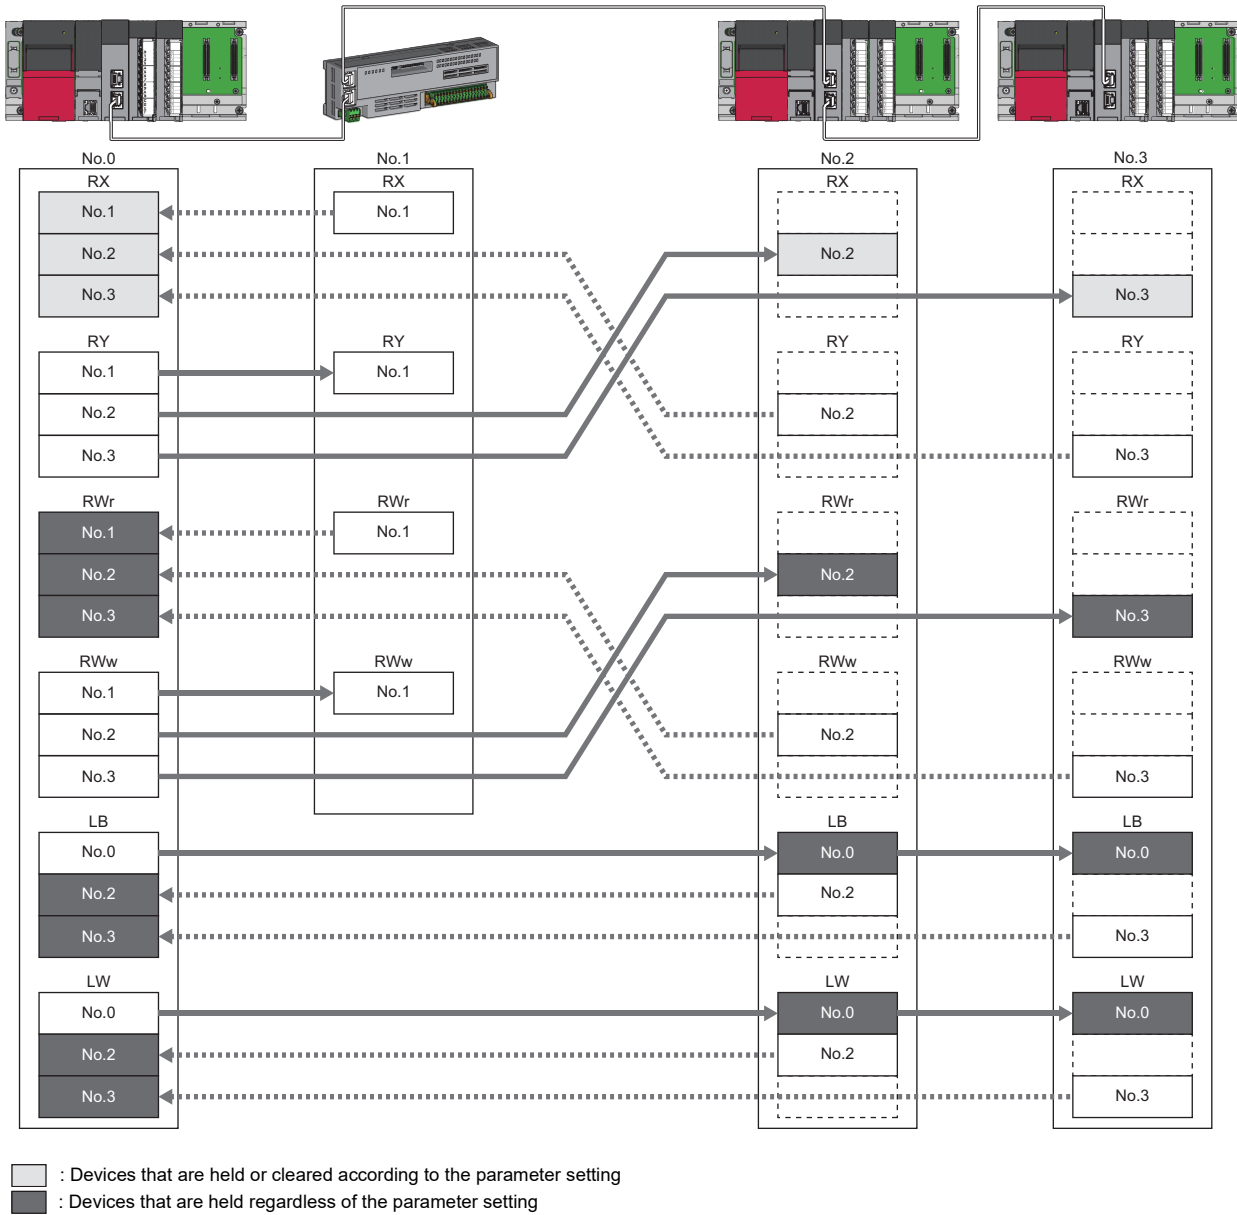 No.0 No.1 No.2 No.3
RX RX RX RX
No.1 No.1
No.2 No.2
No.3 No.3
RY RY RY RY
No.1 No.1
No.2 No.2
No.3 No.3
RWr RWr RWr RWr
No.1 No.1
No.2 No.2
No.3 No.3
RWw RWw RWw RWw
No.1 No.1
No.2 No.2
No.3 No.3
LB LB LB
No.0 No.0 No.0
No.2 No.2
No.3 No.3
LW LW LW
No.0 No.0 No.0
No.2 No.2
No.3 No.3
: Devices that are held or cleared according to the parameter setting
: Devices that are held regardless of the parameter setting